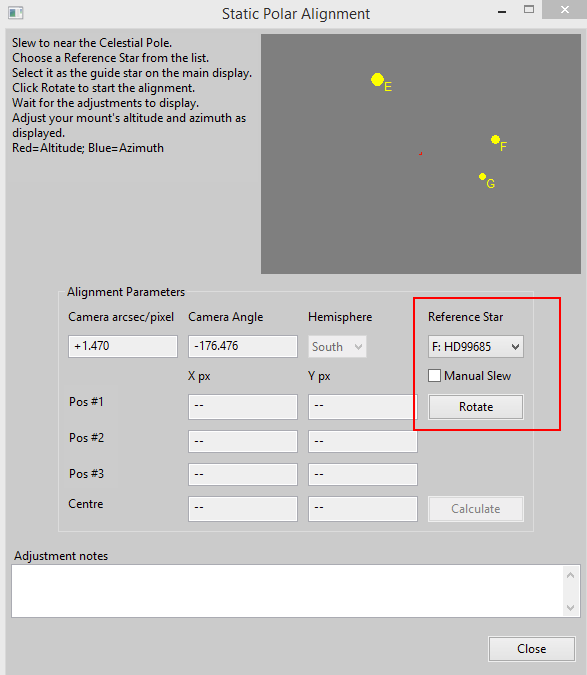 Static Polar Alignment
Slew to near the Celestial Pole.
Choose a Reference Star from the list.
Select it as the guide star on the main display.
Click Rotate to start the alignment.
Wait for the adjustments to display.
Adjust your mount's altitude and azimuth as
displayed.
Red=Altitude; Blue=Azimuth
E
F
G
Alignment Parameters
Camera arcsec/pixel Camera Angle Hemisphere Reference Star
+1.470 -176.476 South F: HD99685
X px Y px Manual Slew
Pos #1 -- -- Rotate
Pos #2 -- --
Pos #3 -- --
Centre -- -- Calculate
Adjustment notes
Close